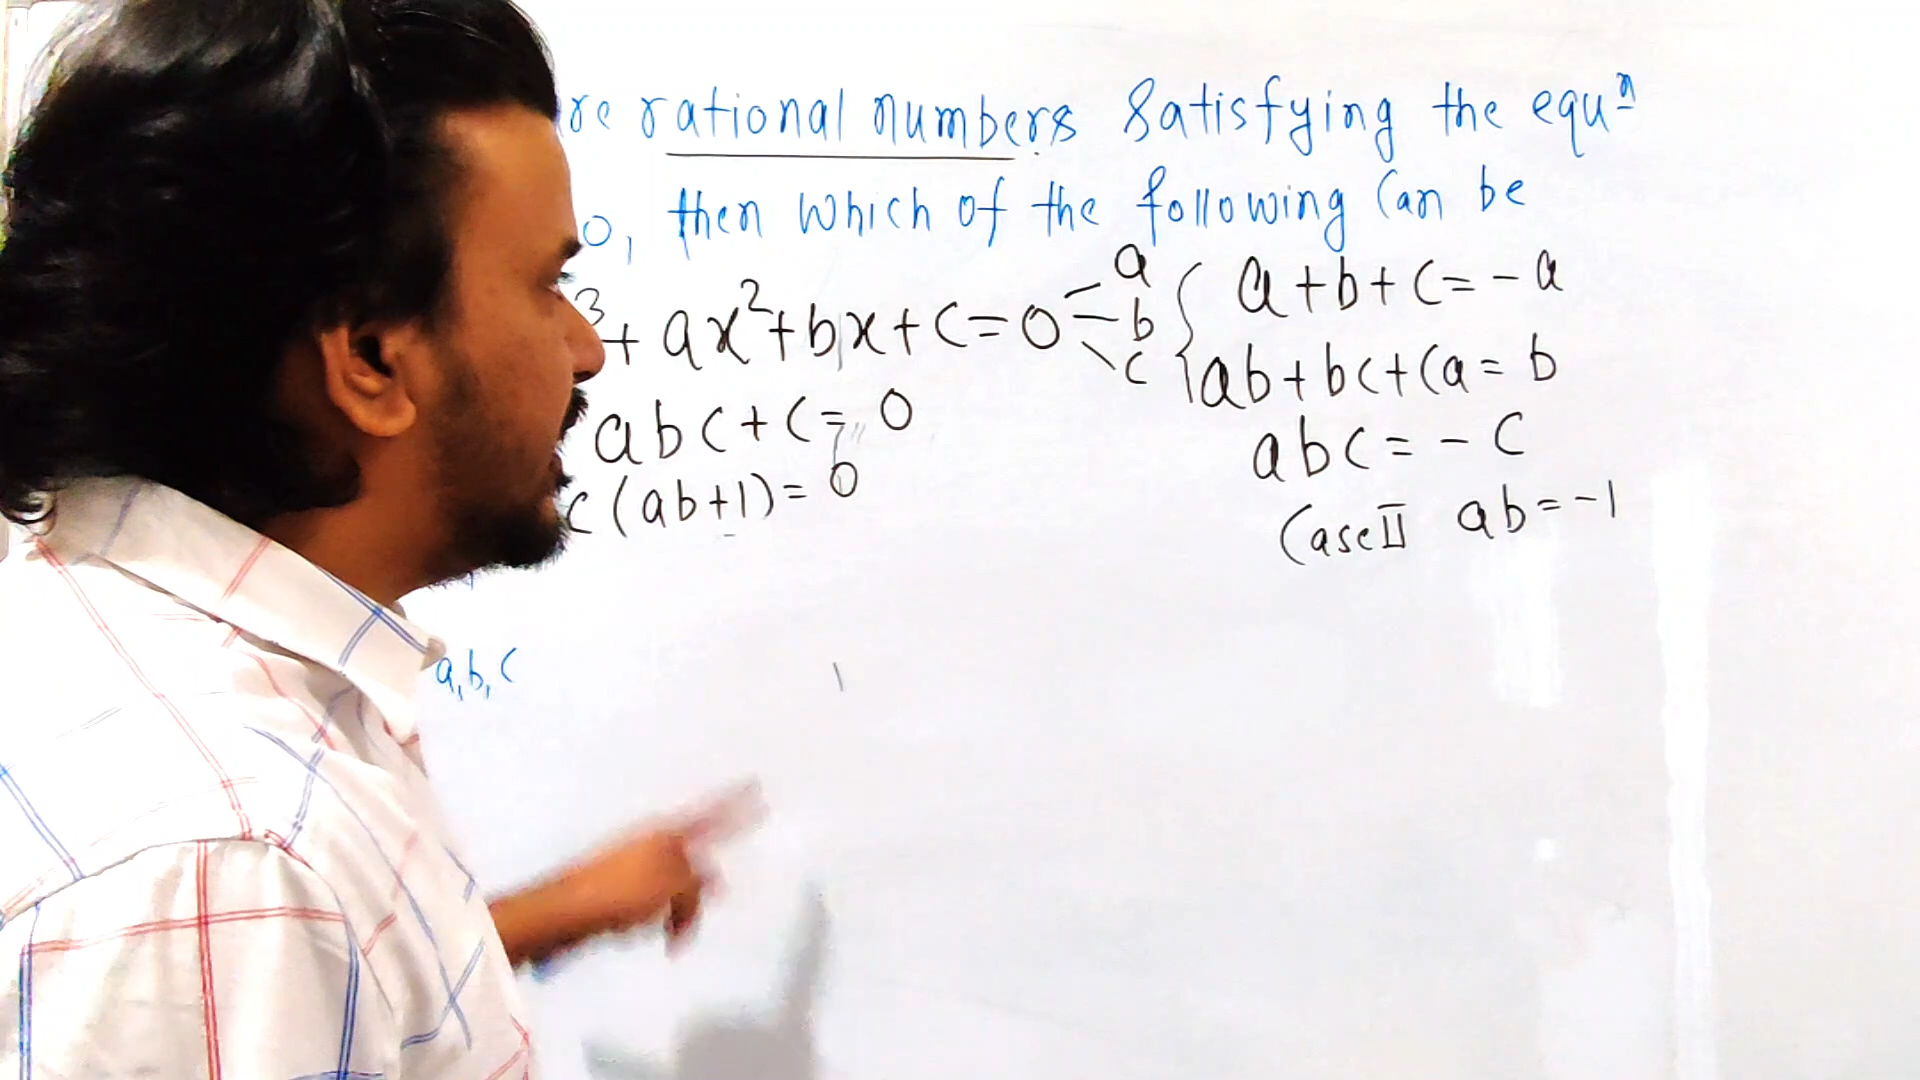 re rational numbers Satisfying the equⁿ
0, then which of the following Can be
³ + ax² + bx + c = 0 a b c
abc + c = 0
c (ab+1) = 0
a, b, c
a + b + c = - a
ab + bc + ca = b
abc = - c
Case II ab = -1